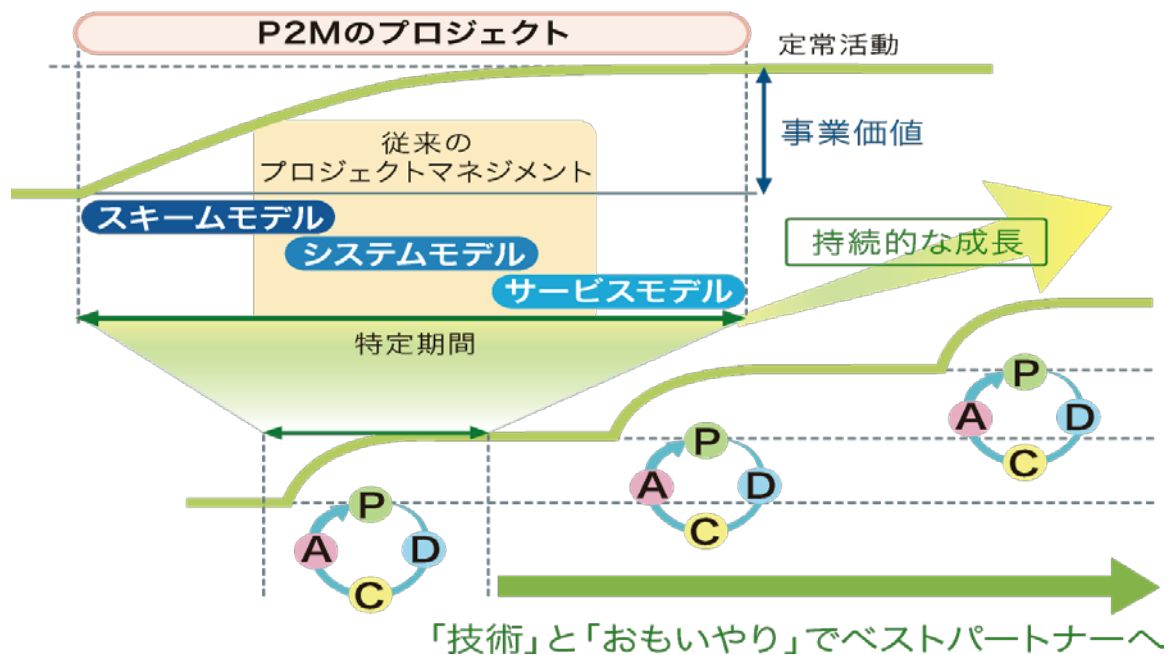 P2Mのプロジェクト
定常活動
事業価値
従来の
プロジェクトマネジメント
スキームモデル
システムモデル
サービスモデル
持続的な成長
特定期間
P
D
C
A
P
D
C
A
P
D
C
A
「技術」と「おもいやり」でベストパートナーへ